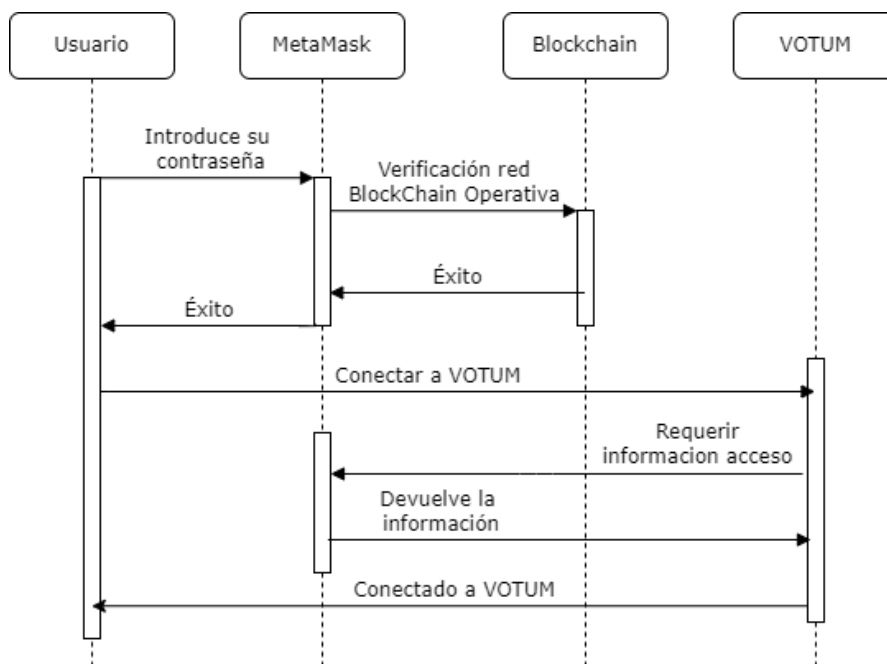 Usuario
MetaMask
Blockchain
VOTUM
Introduce su
contraseña
Verificación red
BlockChain Operativa
Éxito
Éxito
Conectar a VOTUM
Requerir
informacion acceso
Devuelve la
información
Conectado a VOTUM